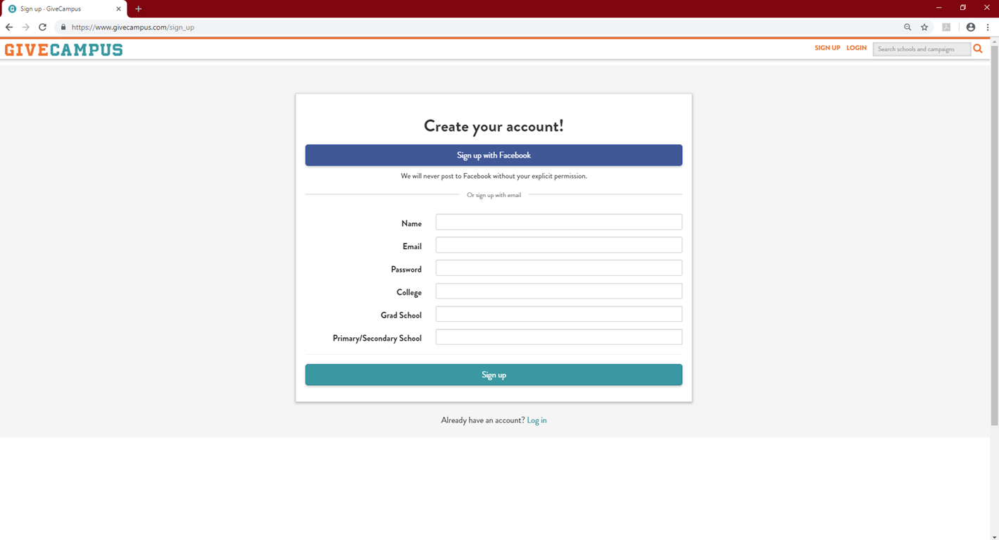 Sign up - GiveCampus
https://www.givecampus.com/sign_up
GIVECAMPUS
SIGN UP LOGIN Search schools and campaigns
Create your account!
Sign up with Facebook
We will never post to Facebook without your explicit permission.
Or sign up with email
Name
Email
Password
College
Grad School
Primary/Secondary School
Sign up
Already have an account? Log in